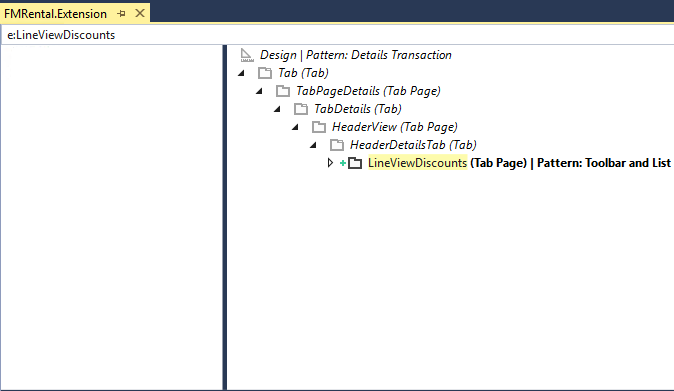 FMRental.Extension
e:LineViewDiscounts
Design | Pattern: Details Transaction
Tab (Tab)
TabPageDetails (Tab Page)
TabDetails (Tab)
HeaderView (Tab Page)
HeaderDetailsTab (Tab)
LineViewDiscounts (Tab Page) | Pattern: Toolbar and List